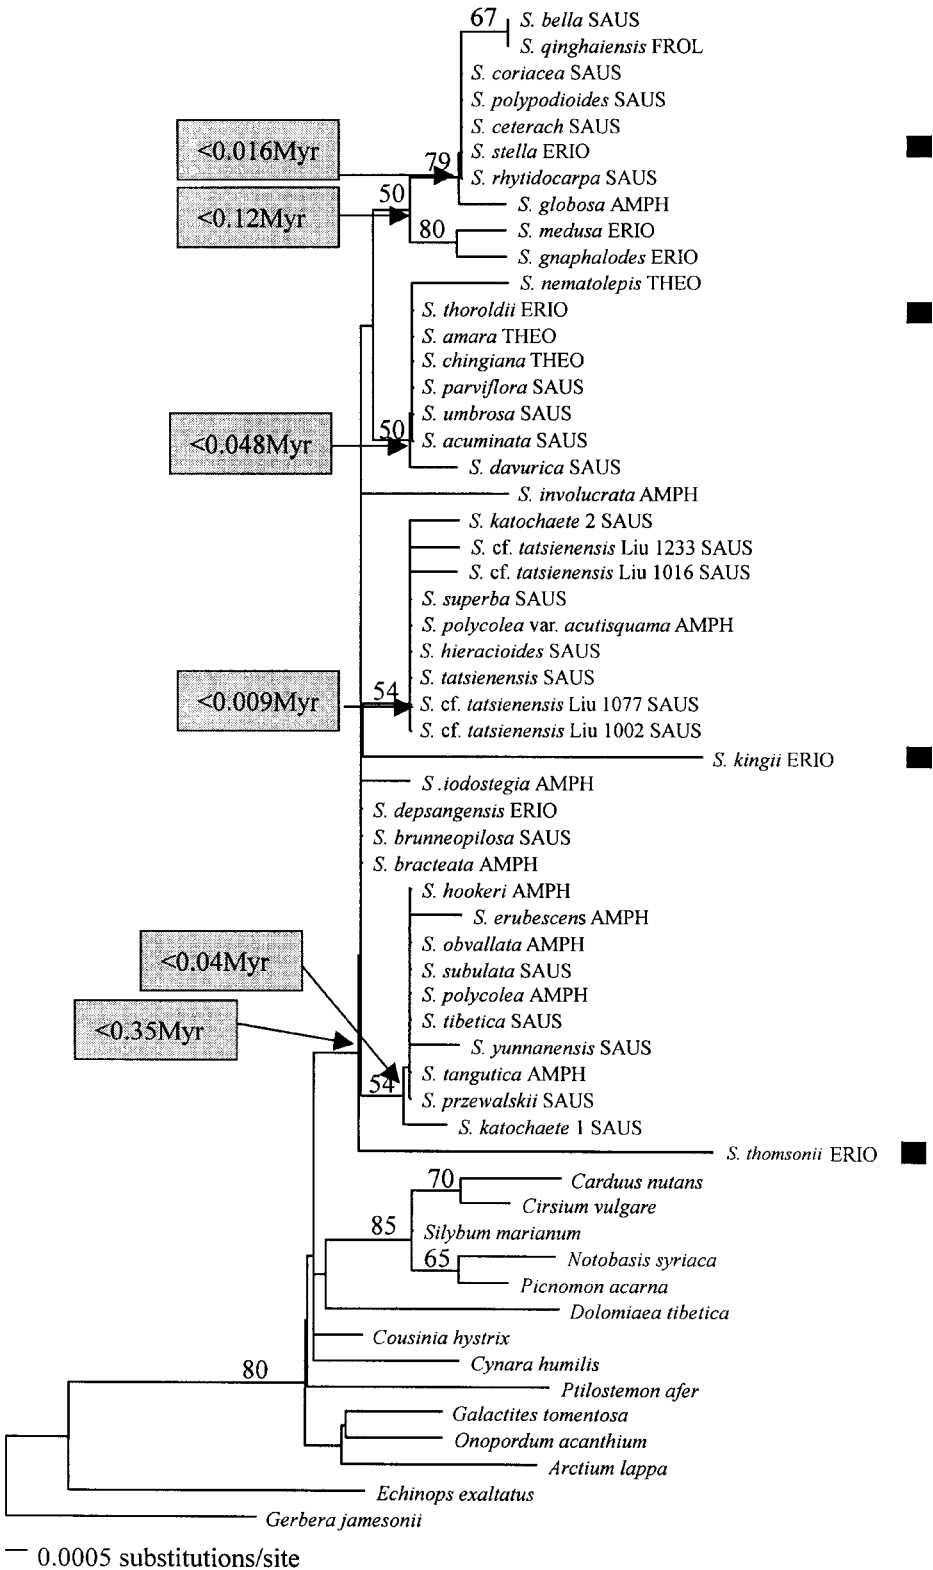 67
S. bella SAUS
S. qinghaiensis FROL
S. coriacea SAUS
S. polypodioides SAUS
S. ceterach SAUS
<0.016Myr
S. stella ERIO
79
S. rhytidocarpa SAUS
50
S. globosa AMPH
<0.12Myr
80
S. medusa ERIO
S. gnaphalodes ERIO
S. nematolepis THEO
S. thoroldii ERIO
S. amara THEO
S. chingiana THEO
S. parviflora SAUS
S. umbrosa SAUS
50
S. acuminata SAUS
<0.048Myr
S. davurica SAUS
S. involucrata AMPH
S. katochaete 2 SAUS
S. cf. tatsienensis Liu 1233 SAUS
S. cf. tatsienensis Liu 1016 SAUS
S. superba SAUS
S. polycolea var. acutisquama AMPH
S. hieracioides SAUS
S. tatsienensis SAUS
54
<0.009Myr
S. cf. tatsienensis Liu 1077 SAUS
S. cf. tatsienensis Liu 1002 SAUS
S. kingii ERIO
S .iodostegia AMPH
S. depsangensis ERIO
S. brunneopilosa SAUS
S. bracteata AMPH
S. hookeri AMPH
S. erubescens AMPH
S. obvallata AMPH
<0.04Myr
S. subulata SAUS
S. polycolea AMPH
S. tibetica SAUS
<0.35Myr
S. yunnanensis SAUS
S. tangutica AMPH
54
S. przewalskii SAUS
S. katochaete 1 SAUS
S. thomsonii ERIO
70
Carduus nutans
Cirsium vulgare
85
Silybum marianum
65
Notobasis syriaca
Picnomon acarna
Dolomiaea tibetica
Cousinia hystrix
Cynara humilis
80
Ptilostemon afer
Galactites tomentosa
Onopordum acanthium
Arctium lappa
Echinops exaltatus
Gerbera jamesonii
0.0005 substitutions/site